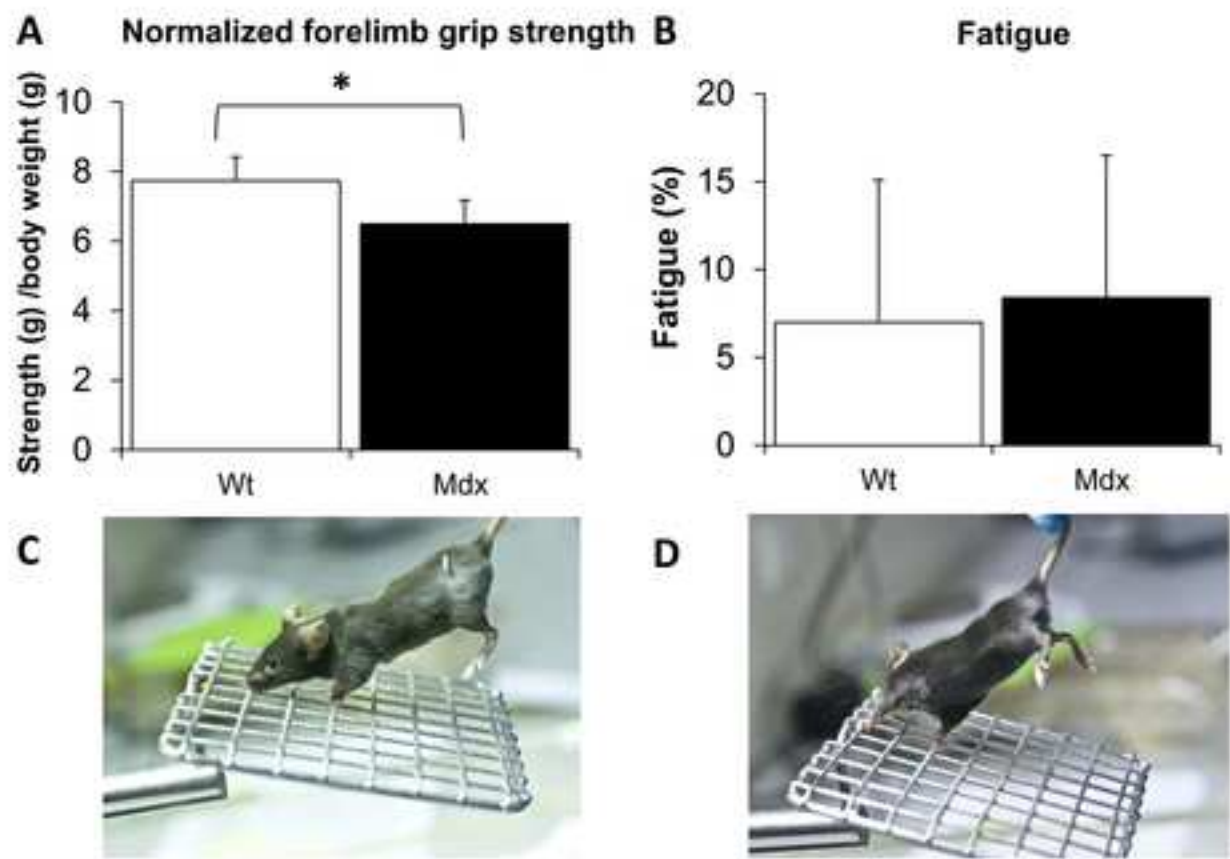 A
Normalized forelimb grip strength
Strength (g) /body weight (g)
10
8
6
4
2
0
*
Wt
Mdx
B
Fatigue
Fatigue (%)
20
15
10
5
0
Wt
Mdx
C
D